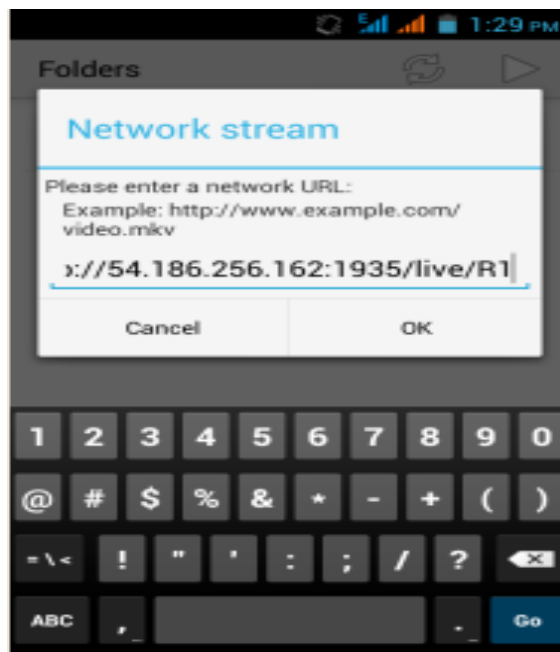 E 1:29 PM
Folders
Network stream
Please enter a network URL:
Example: http://www.example.com/
video.mkv
://54.186.256.162:1935/live/R1
Cancel OK
1 2 3 4 5 6 7 8 9 0
@ # $ % & * - + ( )
= \ < ! " ' : ; / ?
ABC , _ . _ Go